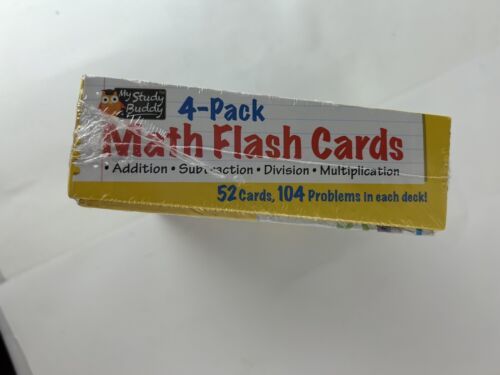 My Study
Buddy
4-Pack
Math Flash Cards
• Addition • Subtraction • Division • Multiplication
52 Cards, 104 Problems in each deck!